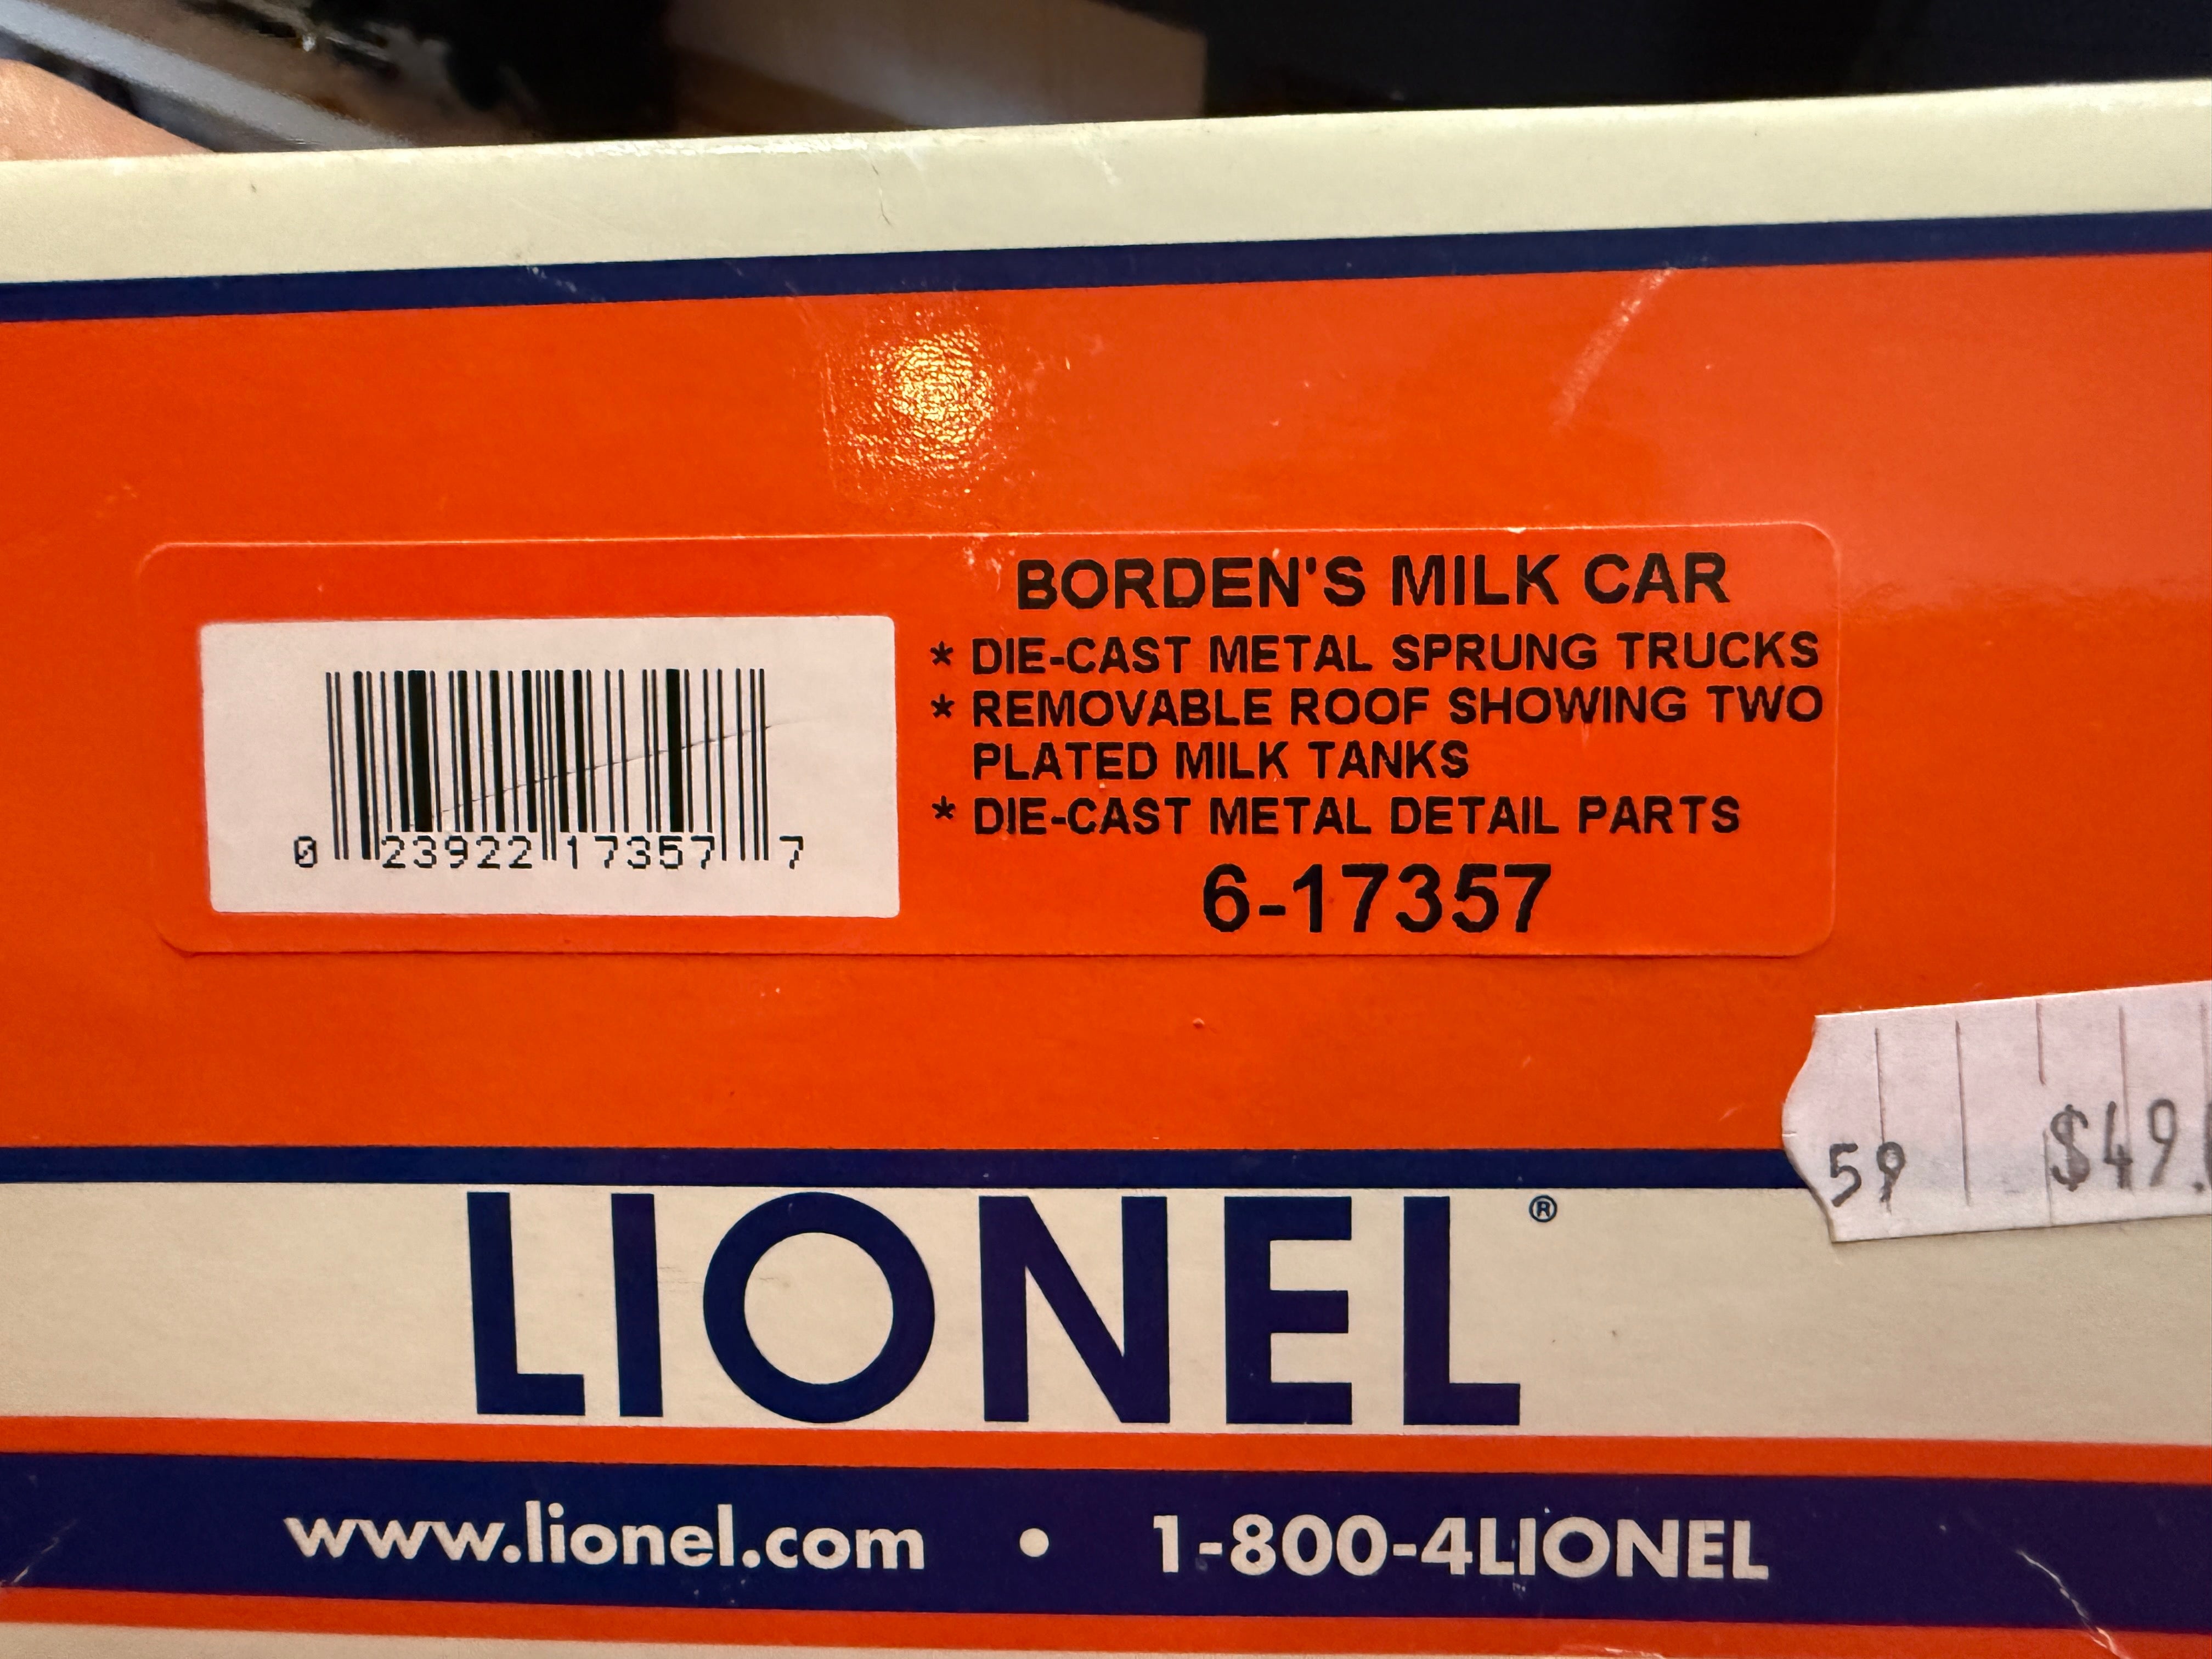 BORDEN'S MILK CAR
* DIE-CAST METAL SPRUNG TRUCKS
* REMOVABLE ROOF SHOWING TWO
PLATED MILK TANKS
* DIE-CAST METAL DETAIL PARTS
6-17357
0 23922 17357 7
59 $49.
LIONEL®
www.lionel.com • 1-800-4LIONEL